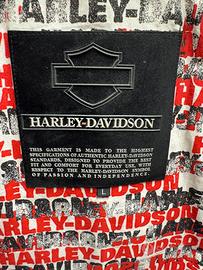 HARLEY-DAVIDSON
THIS GARMENT IS MADE TO THE HIGHEST
SPECIFICATIONS OF AUTHENTIC HARLEY-DAVIDSON
STANDARDS. DESIGNED TO PROVIDE THE BEST
FIT AND COMFORT FOR EVERYDAY USE. WITH
RESPECT TO THE HARLEY-DAVIDSON SYMBOL
OF PASSION AND INDEPENDENCE.
L
HARLEY-DAVIDSON
HARLEY-DAVIDSON